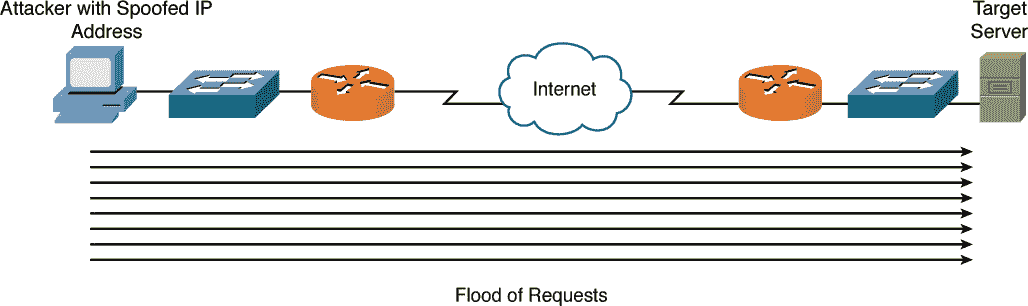 Attacker with Spoofed IP
Address
Target
Server
Internet
Flood of Requests